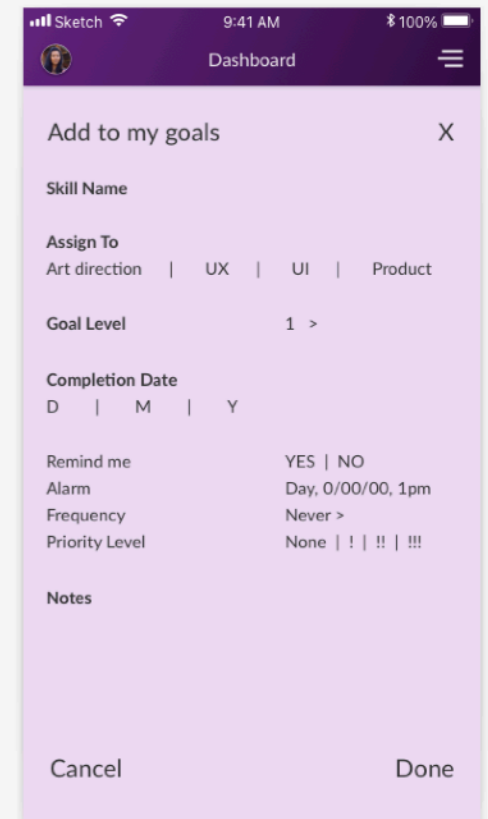 Sketch 9:41 AM 100%
Dashboard
Add to my goals X
Skill Name
Assign To
Art direction | UX | UI | Product
Goal Level 1 >
Completion Date
D | M | Y
Remind me YES | NO
Alarm Day, 0/00/00, 1pm
Frequency Never >
Priority Level None | ! | !! | !!!
Notes
Cancel Done